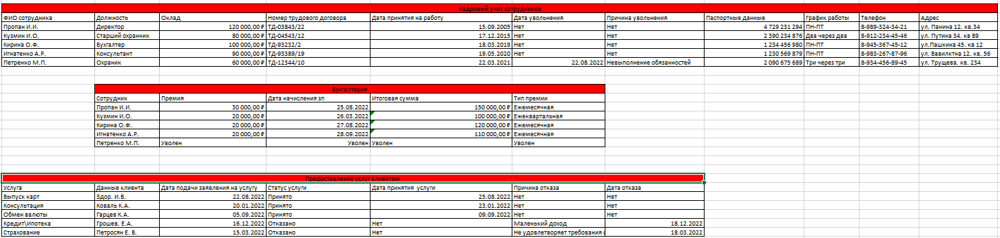 Кадровый учет сотрудников
ФИО сотрудника Должность Оклад Номер трудового договора Дата принятия на работу Дата увольнения Причина увольнения Паспортные данные График работы Телефон Адрес
Пропан И.И. Директор 120 000,00 ₽ ТД-03843/22 15.09.2005 Нет Нет 4 729 231 294 ПН-ПТ 8-989-324-34-21 ул. Панина 12. кв.34
Кузмин И.О. Старший охранник 80 000,00 ₽ ТД-04543/12 17.12.2015 Нет Нет 2 390 234 876 Два через два 8-912-234-45-46 ул. Путина 34. кв 89
Кирина О.Ф. Бухгалтер 100 000,00 ₽ ТД-93232/2 18.03.2019 Нет Нет 1 234 456 980 ПН-ПТ 8-945-367-45-12 ул.Пашкина 45. кв 12
Игнатенко А.Р. Консультант 90 000,00 ₽ ТД-93389/19 19.05.2020 Нет Нет 1 230 569 879 ПН-ПТ 8-983-267-87-96 ул. Вавилктна 12. кв. 56
Петренко М.П. Охраник 60 000,00 ₽ ТД-12344/10 22.03.2021 22.08.2022 Невыполнение обязанностей 2 090 675 689 Три через три 8-934-456-89-45 ул. Трущева. кв. 234
Бухгалтерия
Сотрудник Премия Дата начисления зп Итоговая сумма Тип премии
Пропан И.И. 30 000,00 ₽ 25.08.2022 150 000,00 ₽ Ежемесячная
Кузмин И.О. 20 000,00 ₽ 26.03.2022 100 000,00 ₽ Ежеквартальная
Кирина О.Ф. 20 000,00 ₽ 27.08.2022 120 000,00 ₽ Ежемесячная
Игнатенко А.Р. 20 000,00 ₽ 28.09.2022 110 000,00 ₽ Ежемесячная
Петренко М.П. Уволен Уволен Уволен Уволен
Предоставление услуг клиентам
Услуга Данные клиента Дата подачи заявления на услугу Статус услуги Дата принятия услуги Причина отказа Дата отказа
Выпуск карт Здор. И.В. 22.08.2022 Принято 25.08.2022 Нет Нет
Консультация Коваль К.А. 20.01.2022 Принято 23.01.2022 Нет Нет
Обмен валюты Гарцев К.А. 05.09.2022 Принято 09.09.2022 Нет Нет
Кредит\Ипотека Грошев. Е.А. 16.12.2022 Отказано Нет Маленький доход 18.12.2022
Страхование Петросян Е. В. 15.03.2022 Отказано Нет Не удовлетворяет требования 18.03.2022